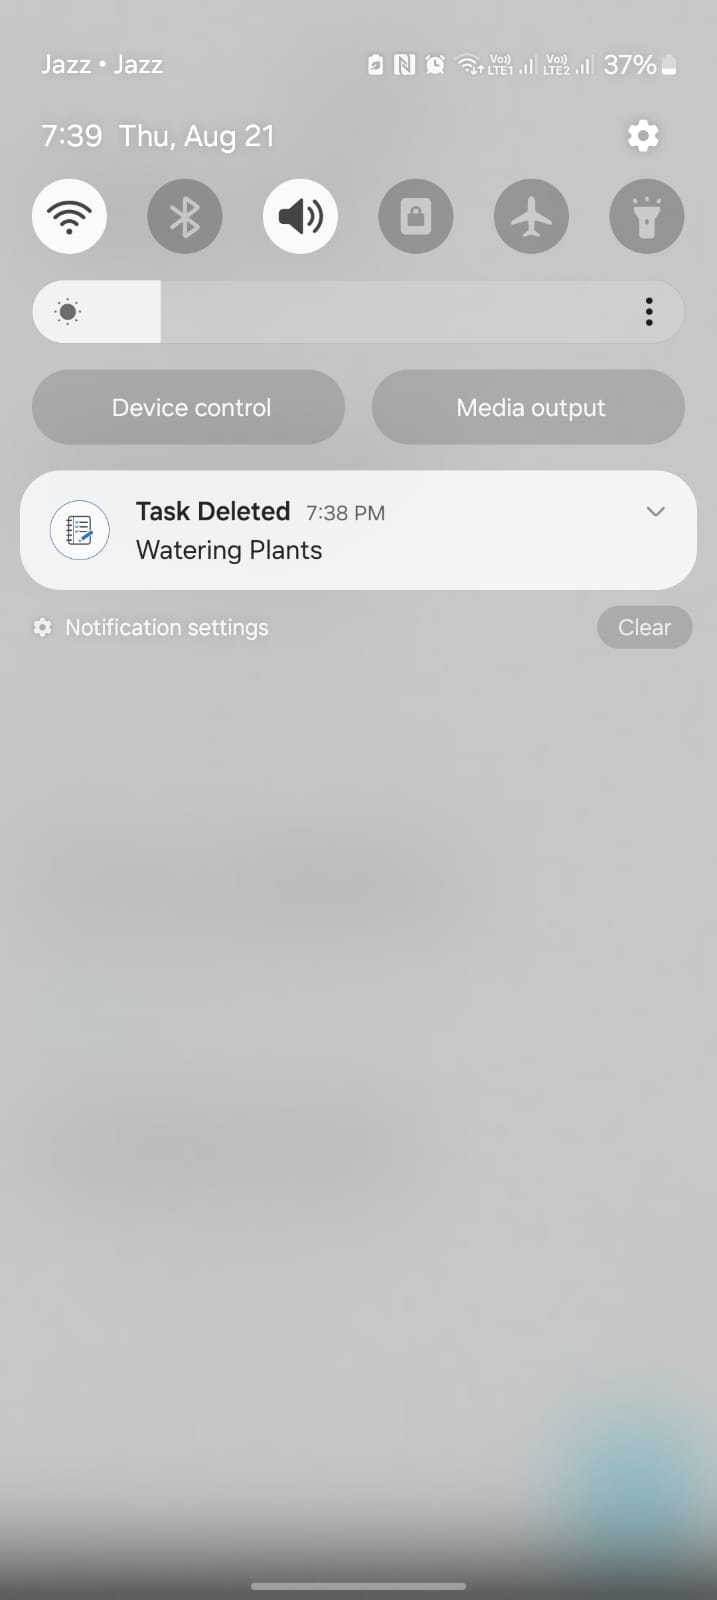 Jazz • Jazz
Vo) LTE1 Vo) LTE2 37%
7:39 Thu, Aug 21
Device control Media output
Task Deleted 7:38 PM
Watering Plants
Notification settings Clear